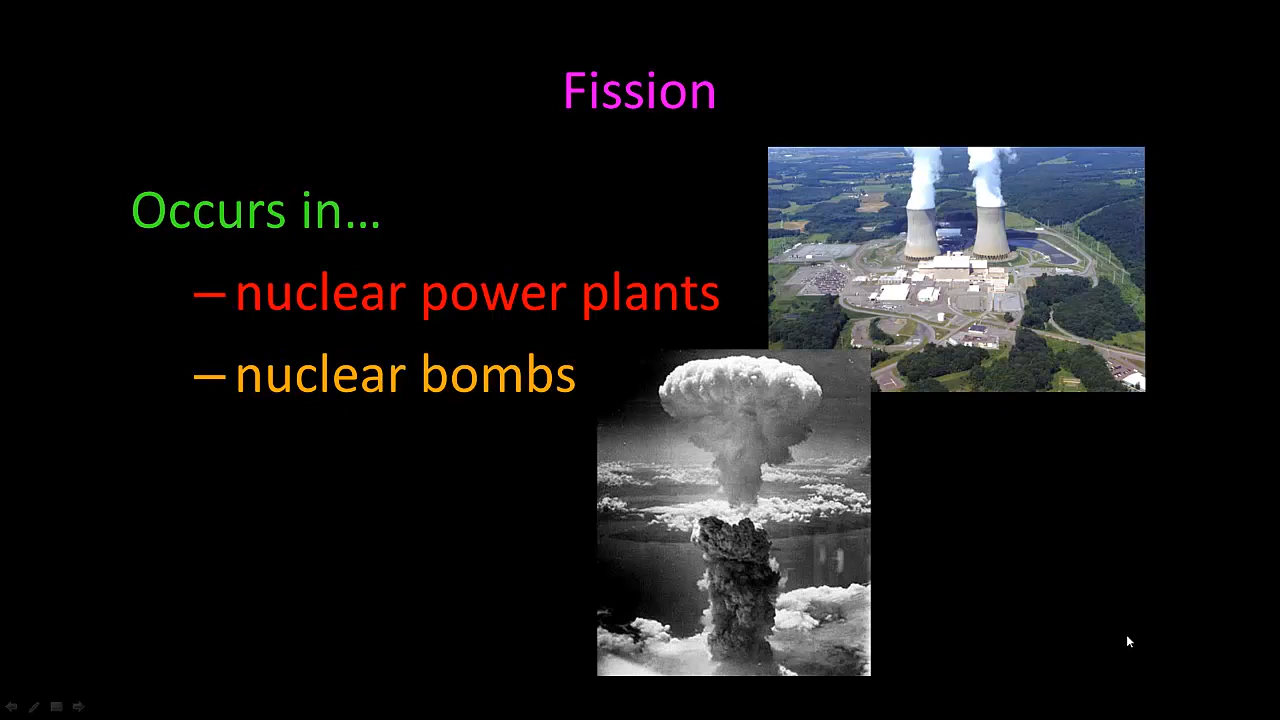 Fission
Occurs in…
–nuclear power plants
–nuclear bombs